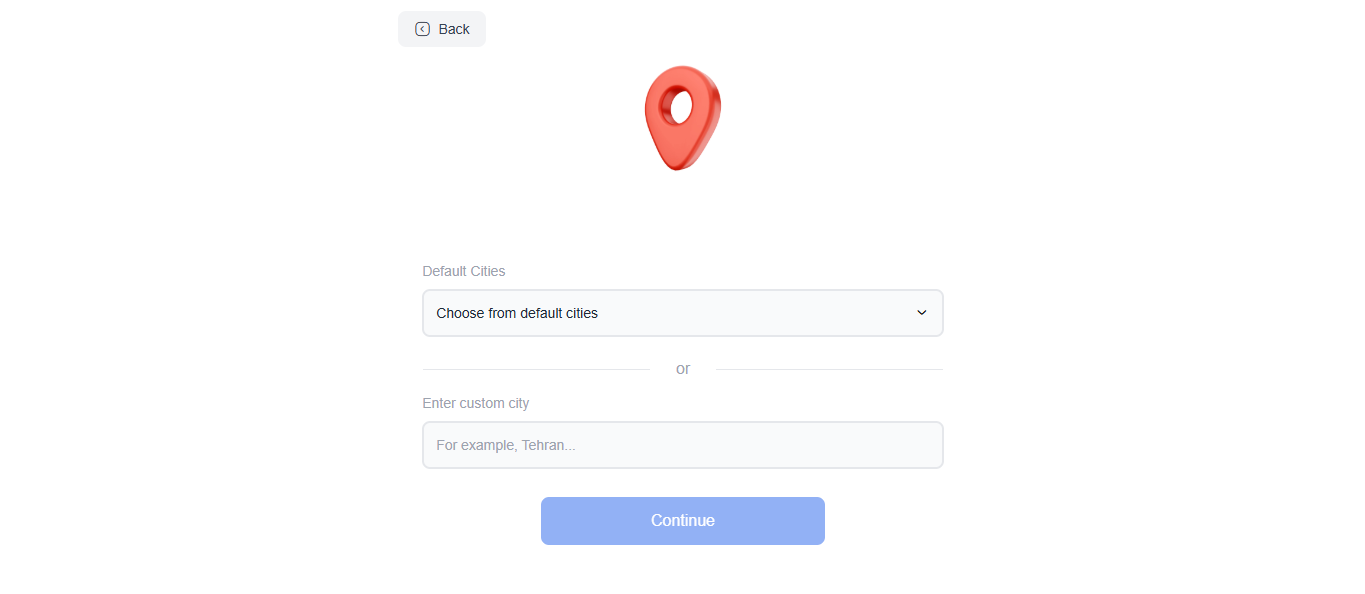 Back
Default Cities
Choose from default cities
or
Enter custom city
For example, Tehran...
Continue